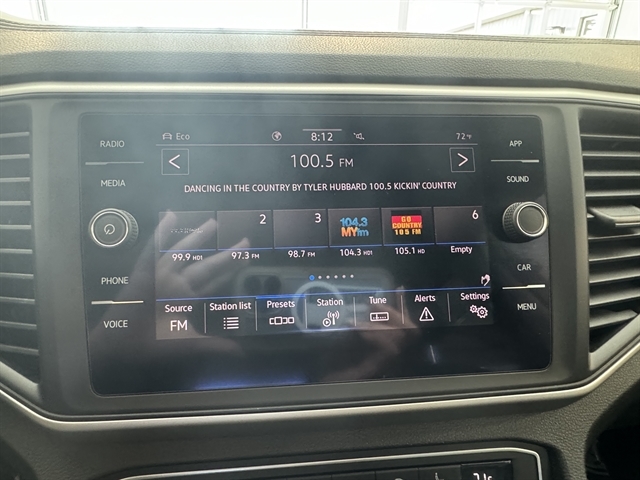 RADIO
MEDIA
PHONE
VOICE
Eco
8:12
72°F
100.5 FM
DANCING IN THE COUNTRY BY TYLER HUBBARD 100.5 KICKIN' COUNTRY
2
3
104.3
MYfm
GO
COUNTRY
105 FM
6
99.9 HD1
97.3 FM
98.7 FM
104.3 HD1
105.1 HD
Empty
Source
FM
Station list
Presets
Station
Tune
Alerts
Settings
APP
SOUND
CAR
MENU